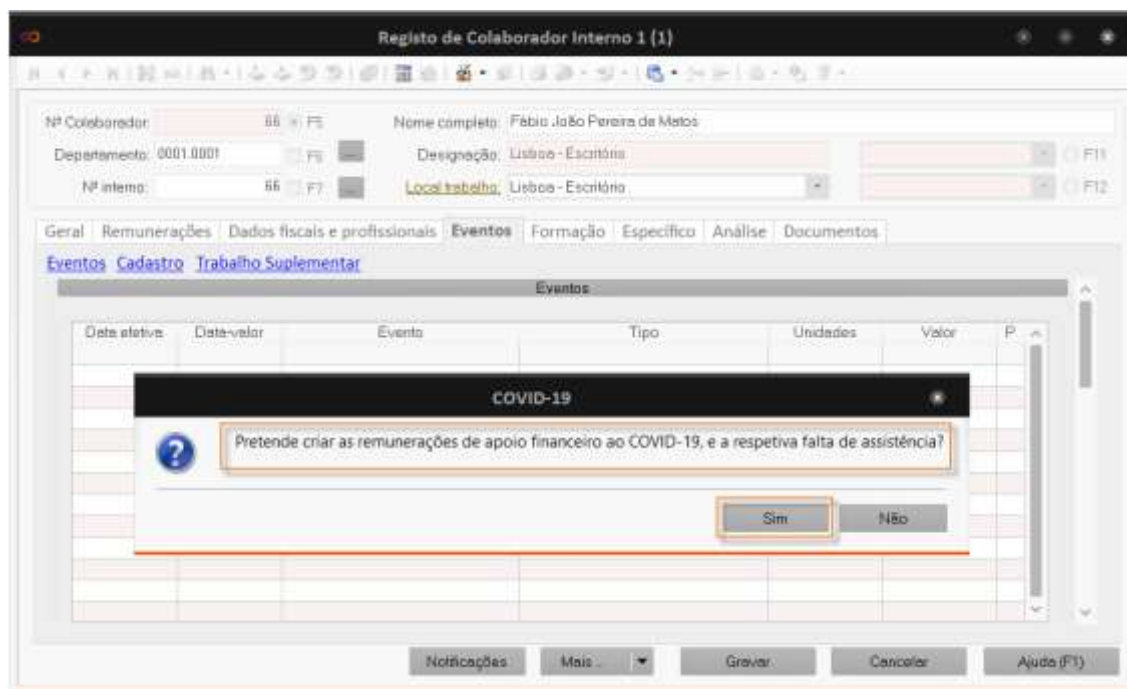 Registo de Colaborador Interno 1 (1)
Nº Colaborador: 66 F5 Nome completo: Fábio João Pereira de Matos
Departamento: 0001.0001 F6 ... Designação: Lisboa - Escritório F11
Nº interno: 66 F7 ... Local trabalho: Lisboa - Escritório F12
Geral Remunerações Dados fiscais e profissionais Eventos Formação Específico Análise Documentos
Eventos Cadastro Trabalho Suplementar
Eventos
Data efetiva Data-valor Evento Tipo Unidades Valor P
COVID-19
Pretende criar as remunerações de apoio financeiro ao COVID-19, e a respetiva falta de assistência?
Sim Não
Notificações Mais ... Gravar Cancelar Ajuda (F1)